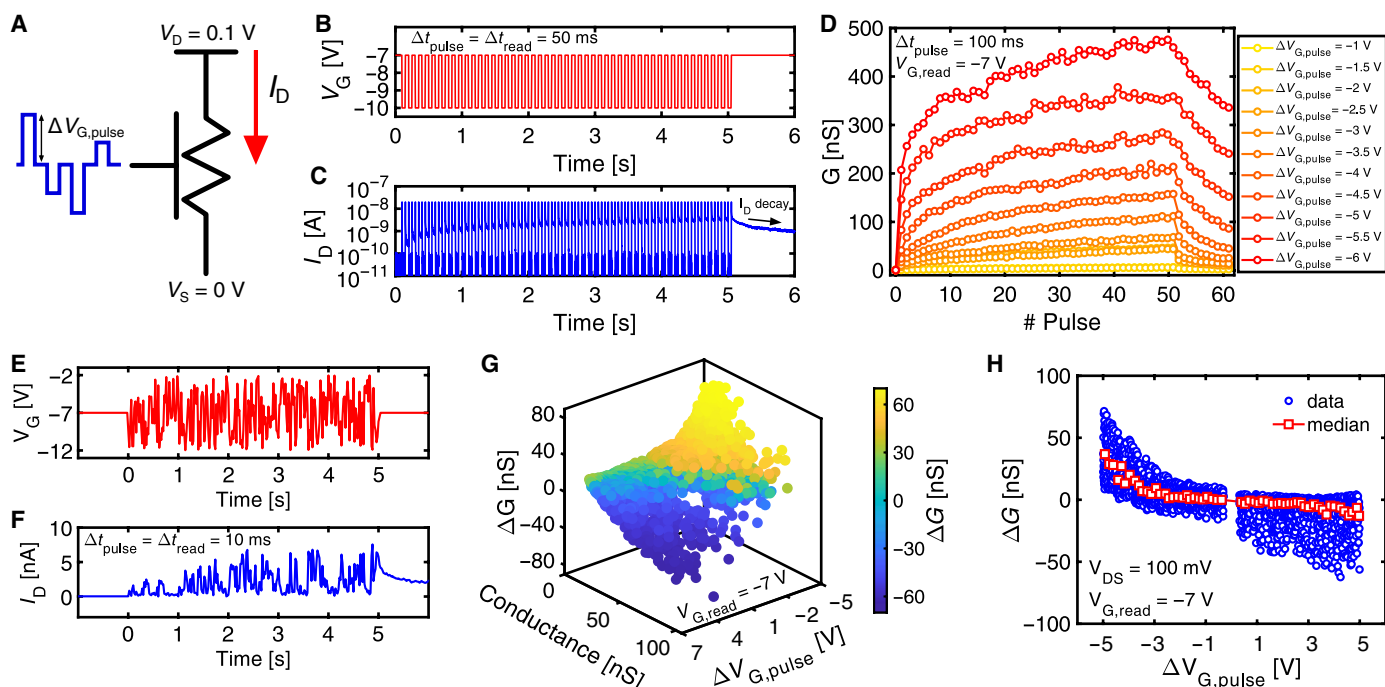 A
V_D = 0.1 V
I_D
ΔV_G,pulse
V_S = 0 V
B
Δt_pulse = Δt_read = 50 ms
V_G [V]
−7
−8
−9
−10
0 1 2 3 4 5 6
Time [s]
C
I_D [A]
10^−7
10^−8
10^−9
10^−10
10^−11
I_D decay
0 1 2 3 4 5 6
Time [s]
D
Δt_pulse = 100 ms
V_G,read = −7 V
G [nS]
500
400
300
200
100
0
0 10 20 30 40 50 60
# Pulse
ΔV_G,pulse = −1 V
ΔV_G,pulse = −1.5 V
ΔV_G,pulse = −2 V
ΔV_G,pulse = −2.5 V
ΔV_G,pulse = −3 V
ΔV_G,pulse = −3.5 V
ΔV_G,pulse = −4 V
ΔV_G,pulse = −4.5 V
ΔV_G,pulse = −5 V
ΔV_G,pulse = −5.5 V
ΔV_G,pulse = −6 V
E
V_G [V]
−2
−7
−12
0 1 2 3 4 5
Time [s]
F
Δt_pulse = Δt_read = 10 ms
I_D [nA]
10
5
0
0 1 2 3 4 5
Time [s]
G
ΔG [nS]
80
40
0
−40
−80
0
50
100
Conductance [nS]
V_G,read = −7 V
7 4 1 −2 −5
ΔV_G,pulse [V]
60
30
0
−30
−60
ΔG [nS]
H
data
median
ΔG [nS]
100
50
0
−50
−100
V_DS = 100 mV
V_G,read = −7 V
−5 −3 −1 1 3 5
ΔV_G,pulse [V]